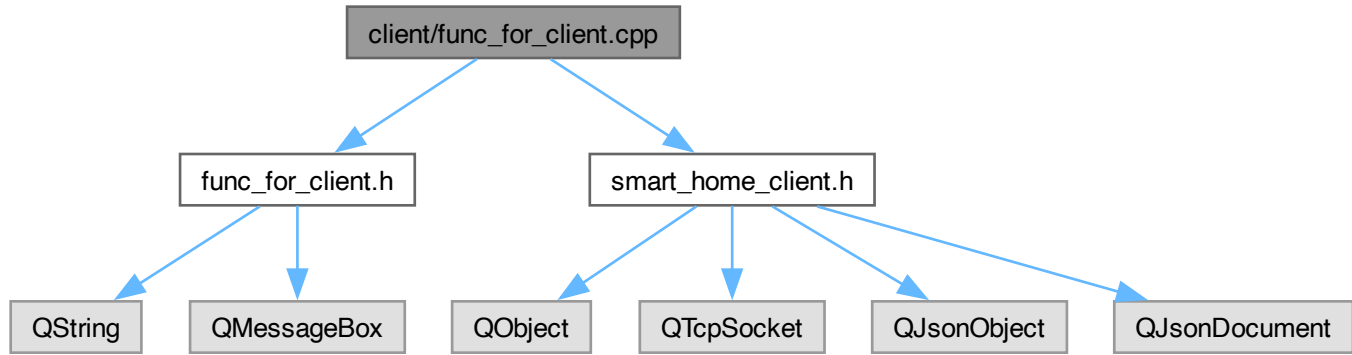 client/func_for_client.cpp
func_for_client.h
smart_home_client.h
QString
QMessageBox
QObject
QTcpSocket
QJsonObject
QJsonDocument